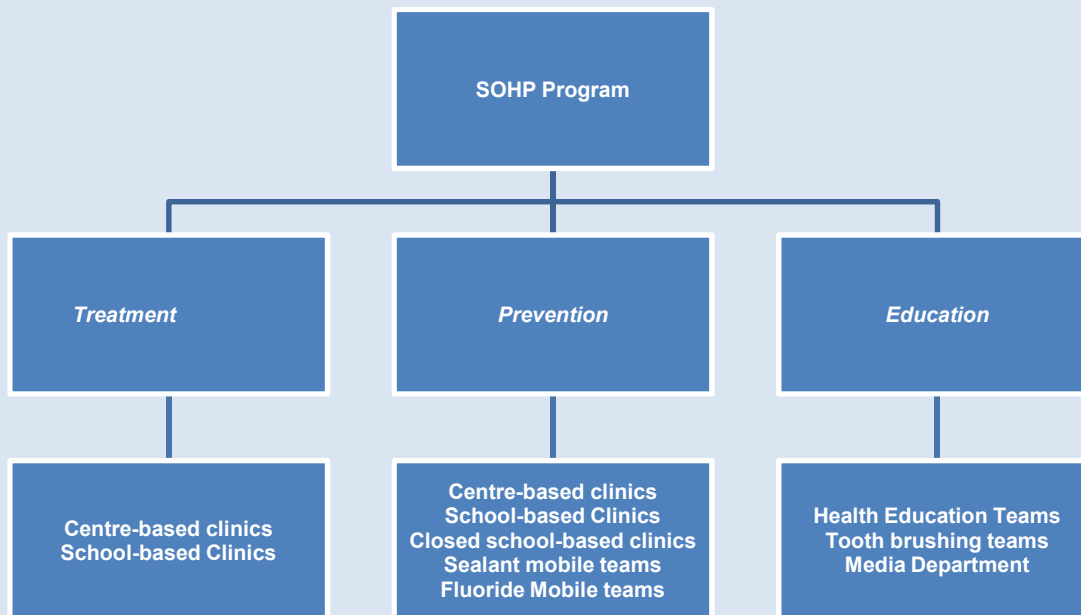 SOHP Program
Treatment
Prevention
Education
Centre-based clinics
School-based Clinics
Centre-based clinics
School-based Clinics
Closed school-based clinics
Sealant mobile teams
Fluoride Mobile teams
Health Education Teams
Tooth brushing teams
Media Department